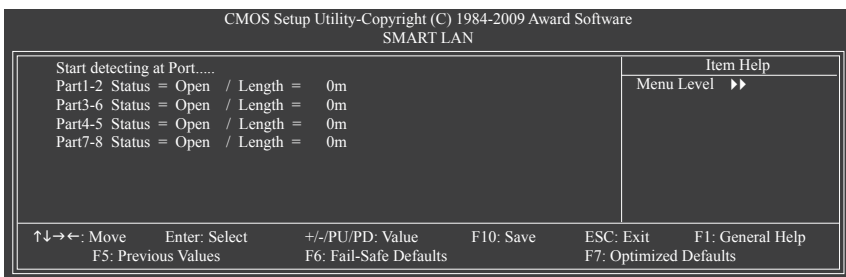 CMOS Setup Utility-Copyright (C) 1984-2009 Award Software
SMART LAN
Start detecting at Port.....
Part1-2 Status = Open / Length = 0m
Part3-6 Status = Open / Length = 0m
Part4-5 Status = Open / Length = 0m
Part7-8 Status = Open / Length = 0m
Item Help
Menu Level ▶▶
↑↓→←: Move Enter: Select +/-/PU/PD: Value F10: Save ESC: Exit F1: General Help
F5: Previous Values F6: Fail-Safe Defaults F7: Optimized Defaults